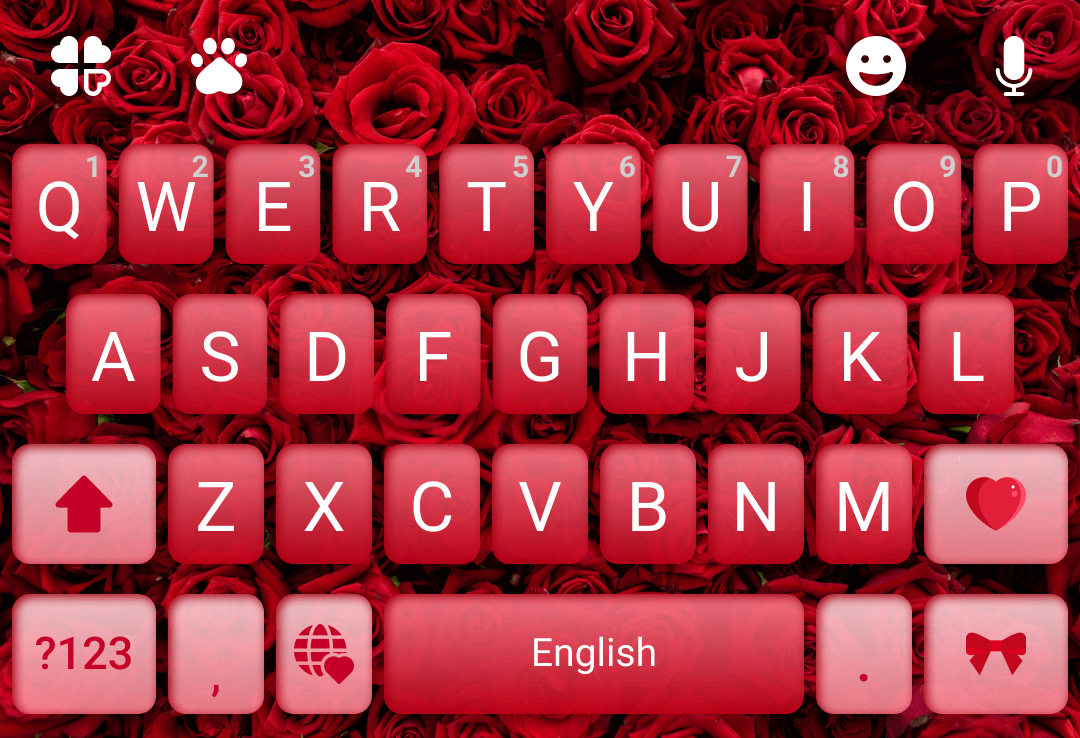 1 2 3 4 5 6 7 8 9 0
Q W E R T Y U I O P
A S D F G H J K L
Z X C V B N M
?123 , English .